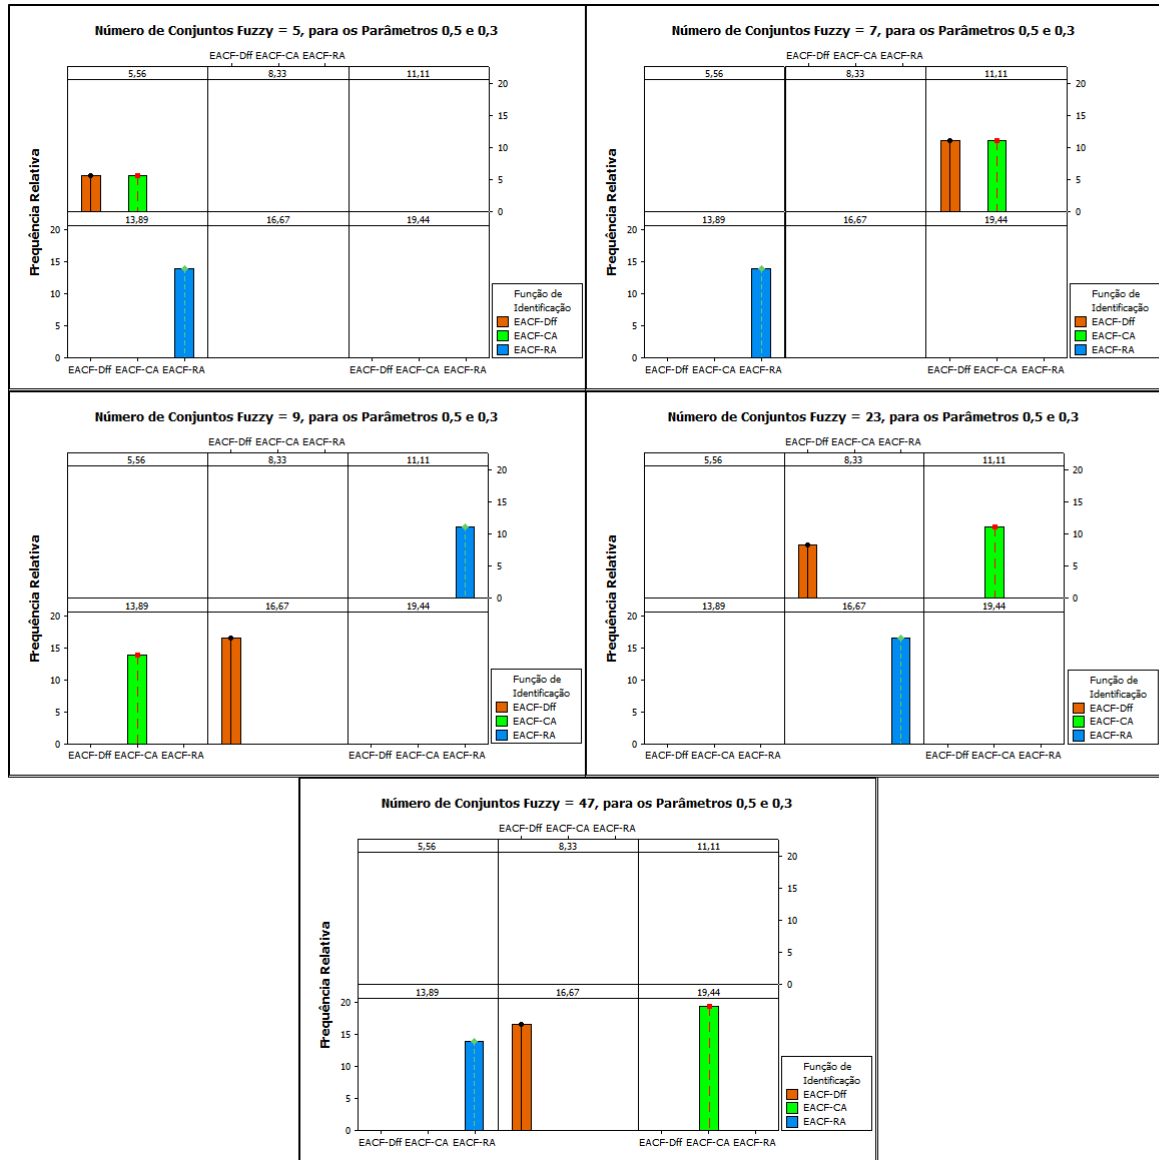 Número de Conjuntos Fuzzy = 5, para os Parâmetros 0,5 e 0,3
EACF-Dff EACF-CA EACF-RA
5,56 8,33 11,11
20
15
10
5
0
Frequência Relativa
13,89 16,67 19,44
20
15
10
5
0
EACF-Dff EACF-CA EACF-RA EACF-Dff EACF-CA EACF-RA
Função de
Identificação
EACF-Dff
EACF-CA
EACF-RA
Número de Conjuntos Fuzzy = 7, para os Parâmetros 0,5 e 0,3
EACF-Dff EACF-CA EACF-RA
5,56 8,33 11,11
20
15
10
5
0
Frequência Relativa
13,89 16,67 19,44
20
15
10
5
0
EACF-Dff EACF-CA EACF-RA EACF-Dff EACF-CA EACF-RA
Função de
Identificação
EACF-Dff
EACF-CA
EACF-RA
Número de Conjuntos Fuzzy = 9, para os Parâmetros 0,5 e 0,3
EACF-Dff EACF-CA EACF-RA
5,56 8,33 11,11
20
15
10
5
0
Frequência Relativa
13,89 16,67 19,44
20
15
10
5
0
EACF-Dff EACF-CA EACF-RA EACF-Dff EACF-CA EACF-RA
Função de
Identificação
EACF-Dff
EACF-CA
EACF-RA
Número de Conjuntos Fuzzy = 23, para os Parâmetros 0,5 e 0,3
EACF-Dff EACF-CA EACF-RA
5,56 8,33 11,11
20
15
10
5
0
Frequência Relativa
13,89 16,67 19,44
20
15
10
5
0
EACF-Dff EACF-CA EACF-RA EACF-Dff EACF-CA EACF-RA
Função de
Identificação
EACF-Dff
EACF-CA
EACF-RA
Número de Conjuntos Fuzzy = 47, para os Parâmetros 0,5 e 0,3
EACF-Dff EACF-CA EACF-RA
5,56 8,33 11,11
20
15
10
5
0
Frequência Relativa
13,89 16,67 19,44
20
15
10
5
0
EACF-Dff EACF-CA EACF-RA EACF-Dff EACF-CA EACF-RA
Função de
Identificação
EACF-Dff
EACF-CA
EACF-RA